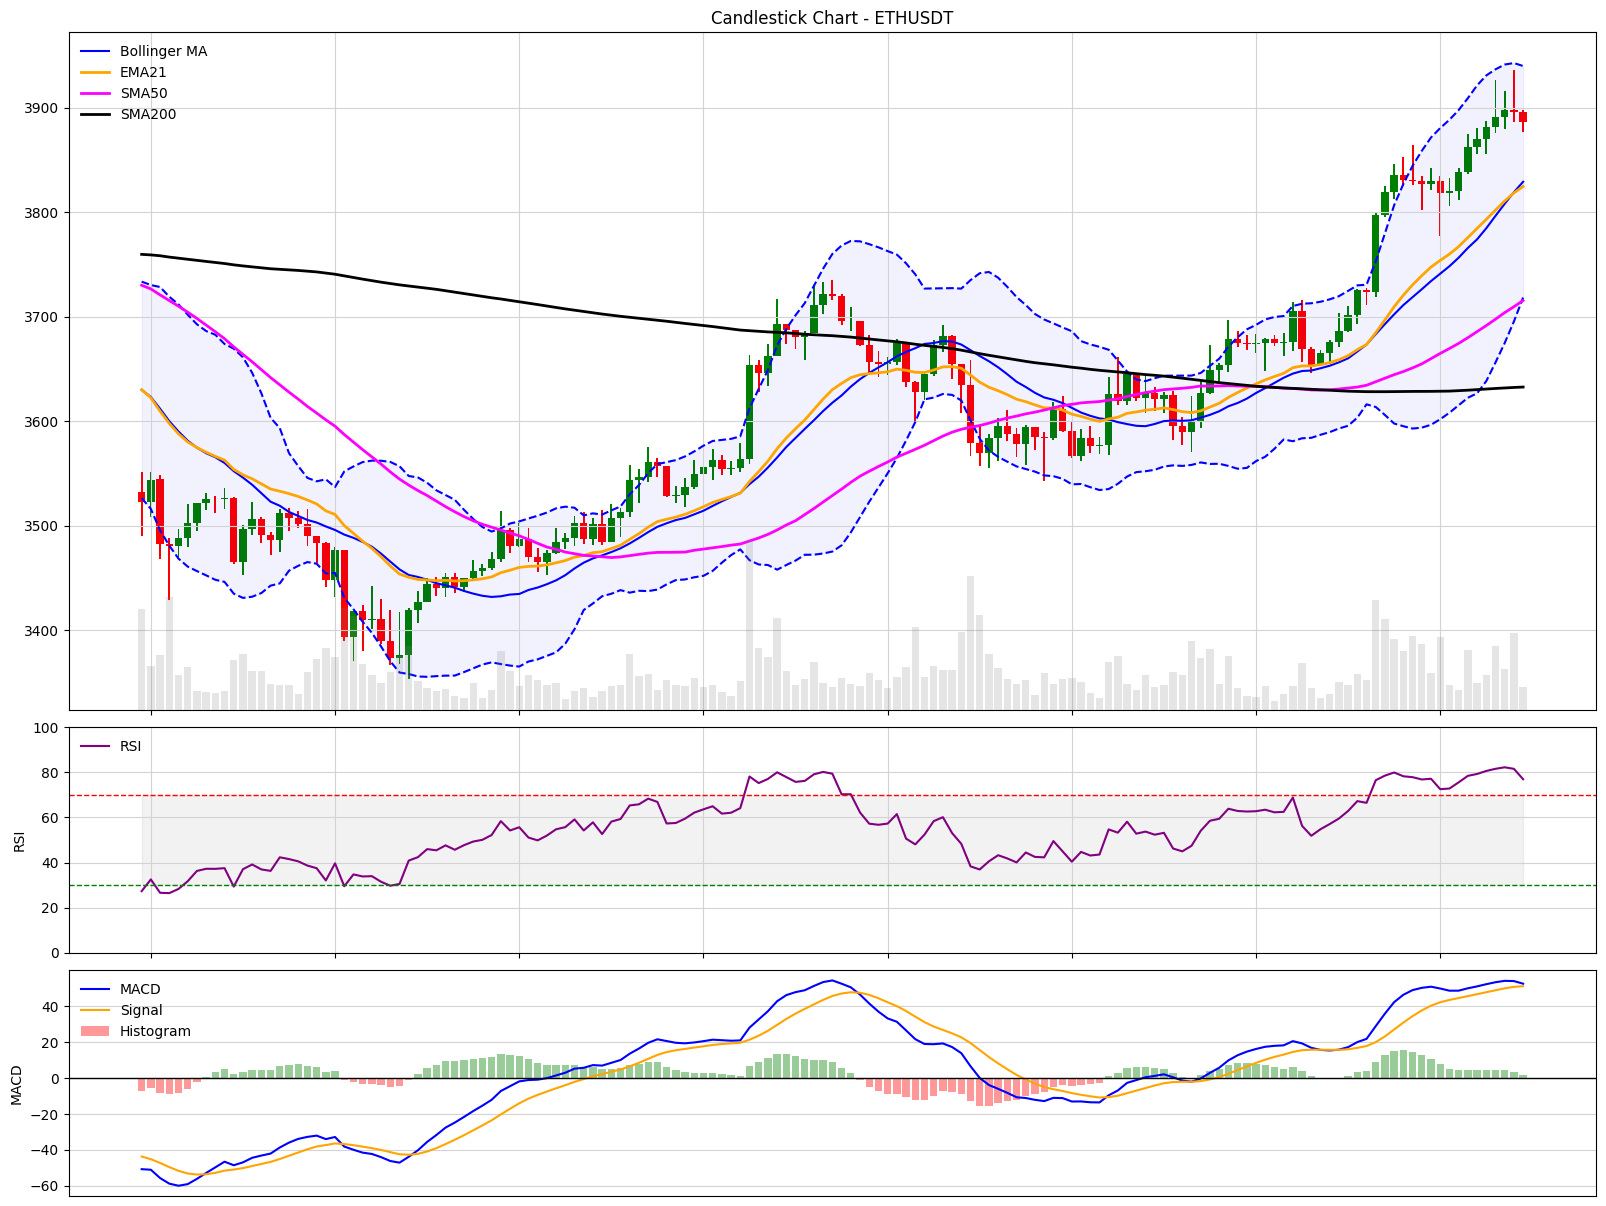 Candlestick Chart - ETHUSDT
Bollinger MA
EMA21
SMA50
SMA200
3900
3800
3700
3600
3500
3400
100
80
60
40
20
0
RSI
RSI
40
20
0
−20
−40
−60
MACD
MACD
Signal
Histogram